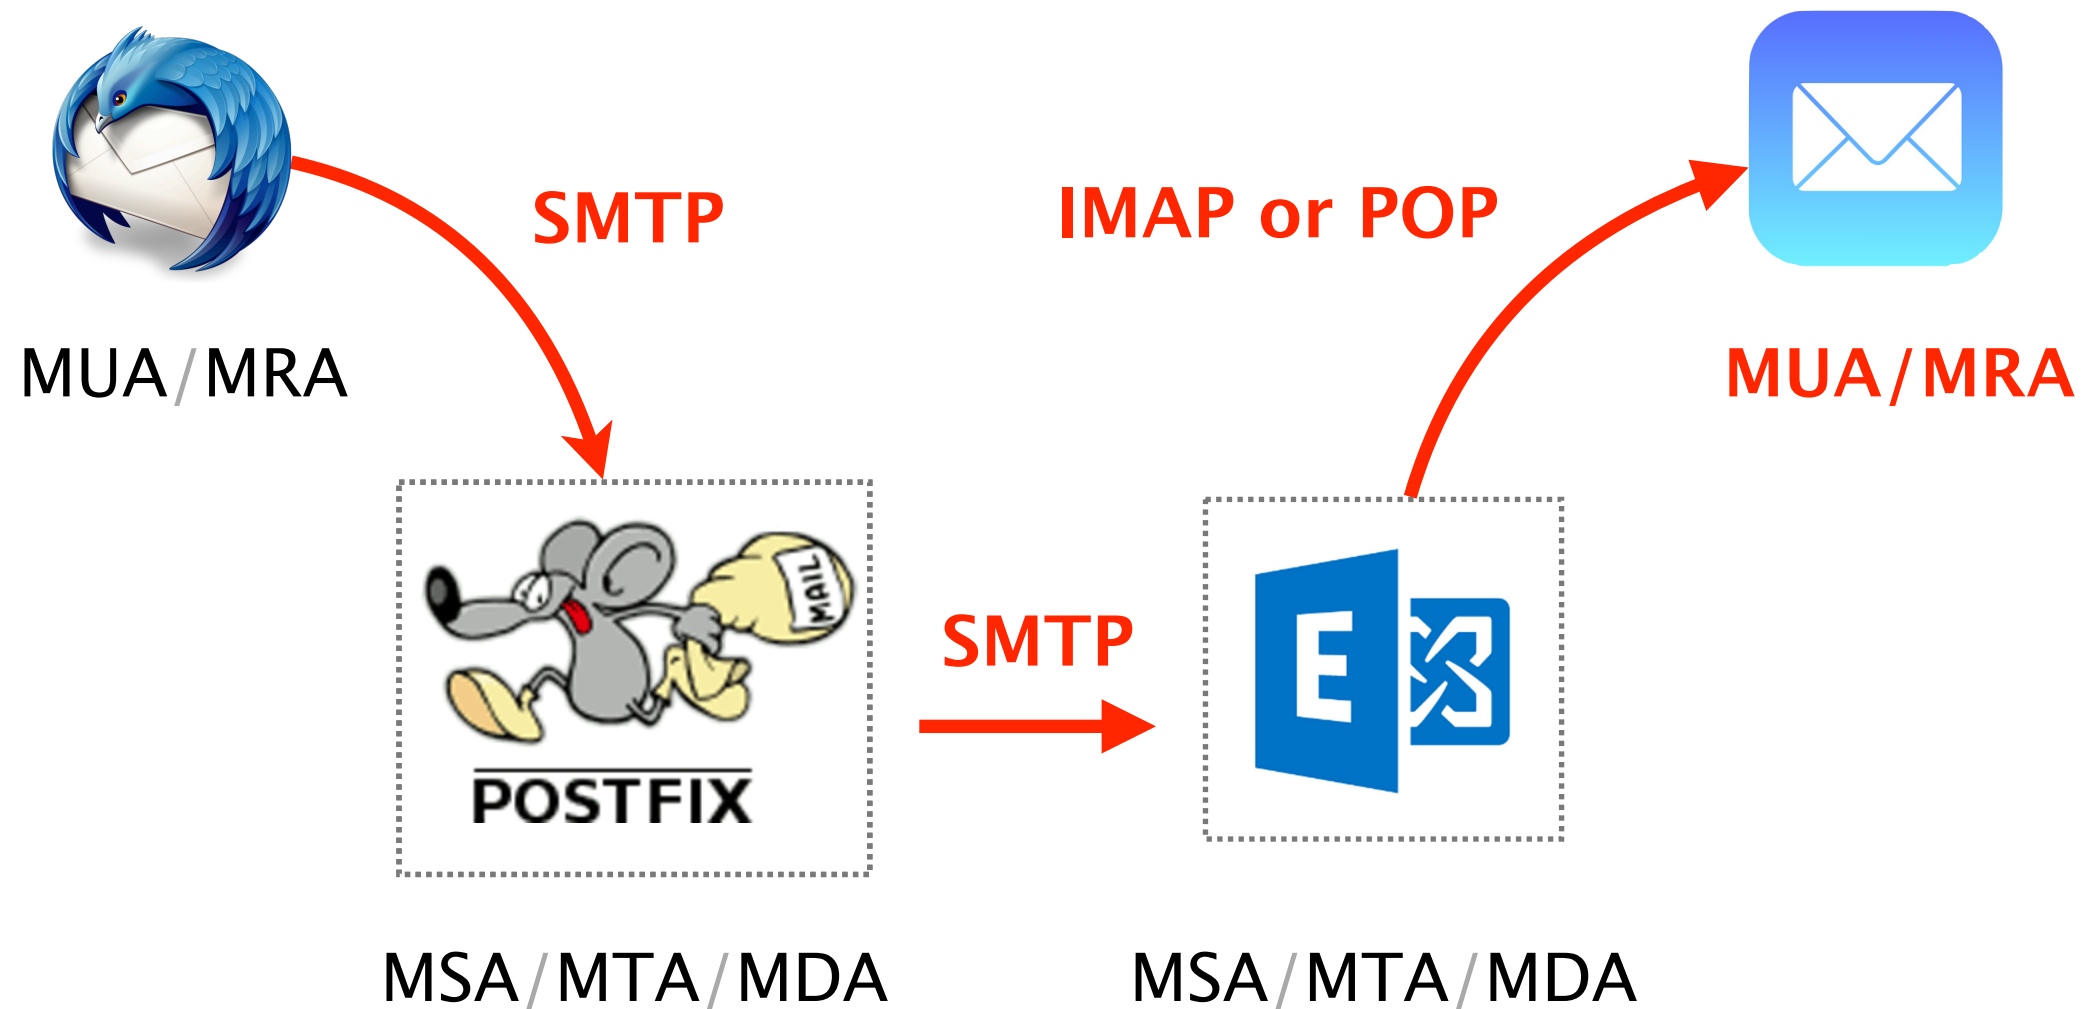 SMTP
IMAP or POP
MUA/MRA
MUA/MRA
MAIL
SMTP
E
POSTFIX
MSA/MTA/MDA
MSA/MTA/MDA